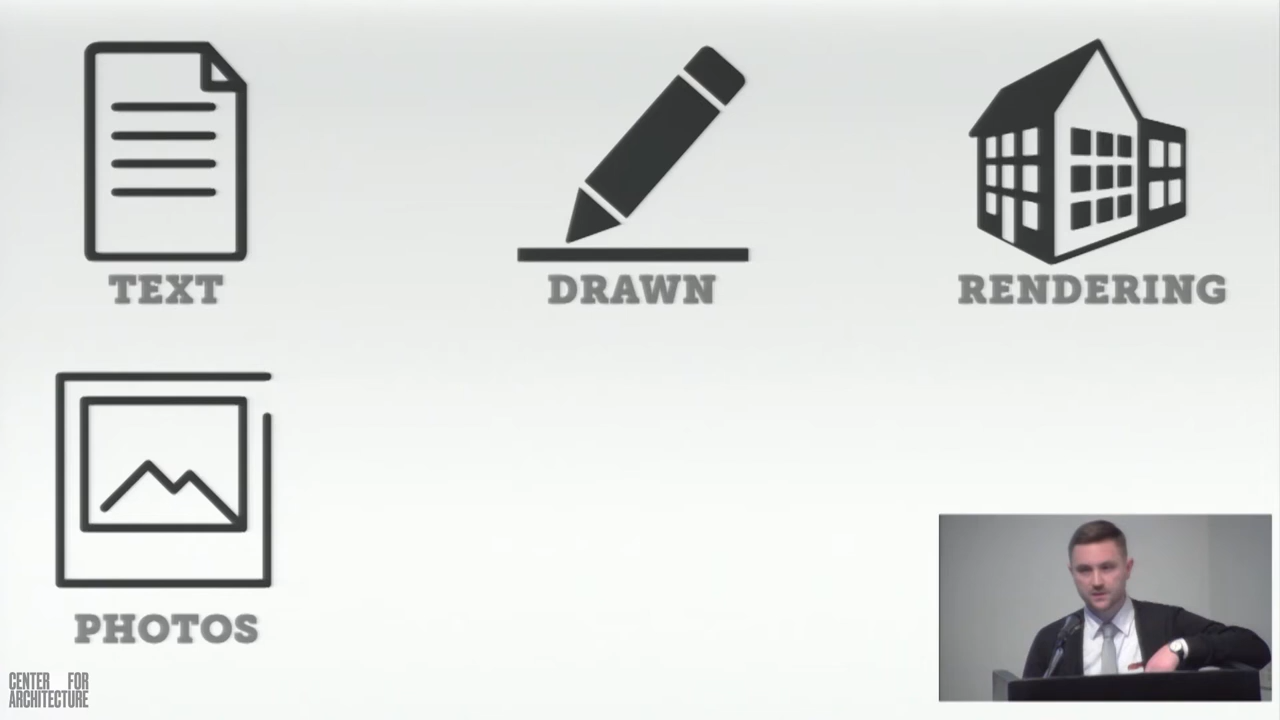 TEXT
DRAWN
RENDERING
PHOTOS
CENTER FOR
ARCHITECTURE